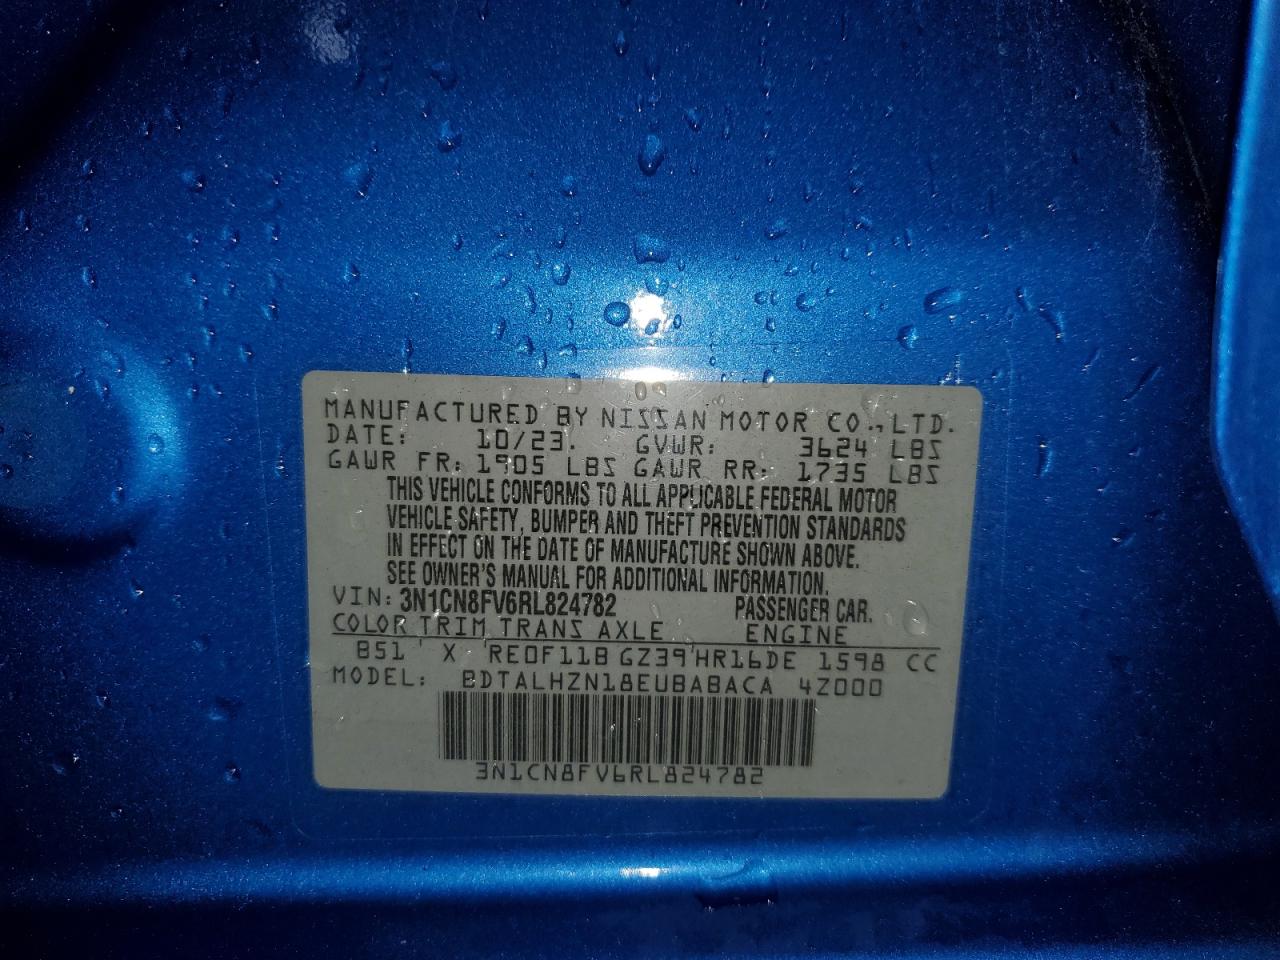 MANUFACTURED BY NISSAN MOTOR CO., LTD.
DATE: 10/23. GVWR: 3624 LBS
GAWR FR: 1905 LBS GAWR RR: 1735 LBS
THIS VEHICLE CONFORMS TO ALL APPLICABLE FEDERAL MOTOR
VEHICLE SAFETY, BUMPER AND THEFT PREVENTION STANDARDS
IN EFFECT ON THE DATE OF MANUFACTURE SHOWN ABOVE.
SEE OWNER'S MANUAL FOR ADDITIONAL INFORMATION.
VIN: 3N1CN8FV6RL824782 PASSENGER CAR.
COLOR TRIM TRANS AXLE ENGINE
B51 X RE0F11B GZ39 HR16DE 1598 CC
MODEL: BDTALHZN18EUBABACA 4Z000
3N1CN8FV6RL824782